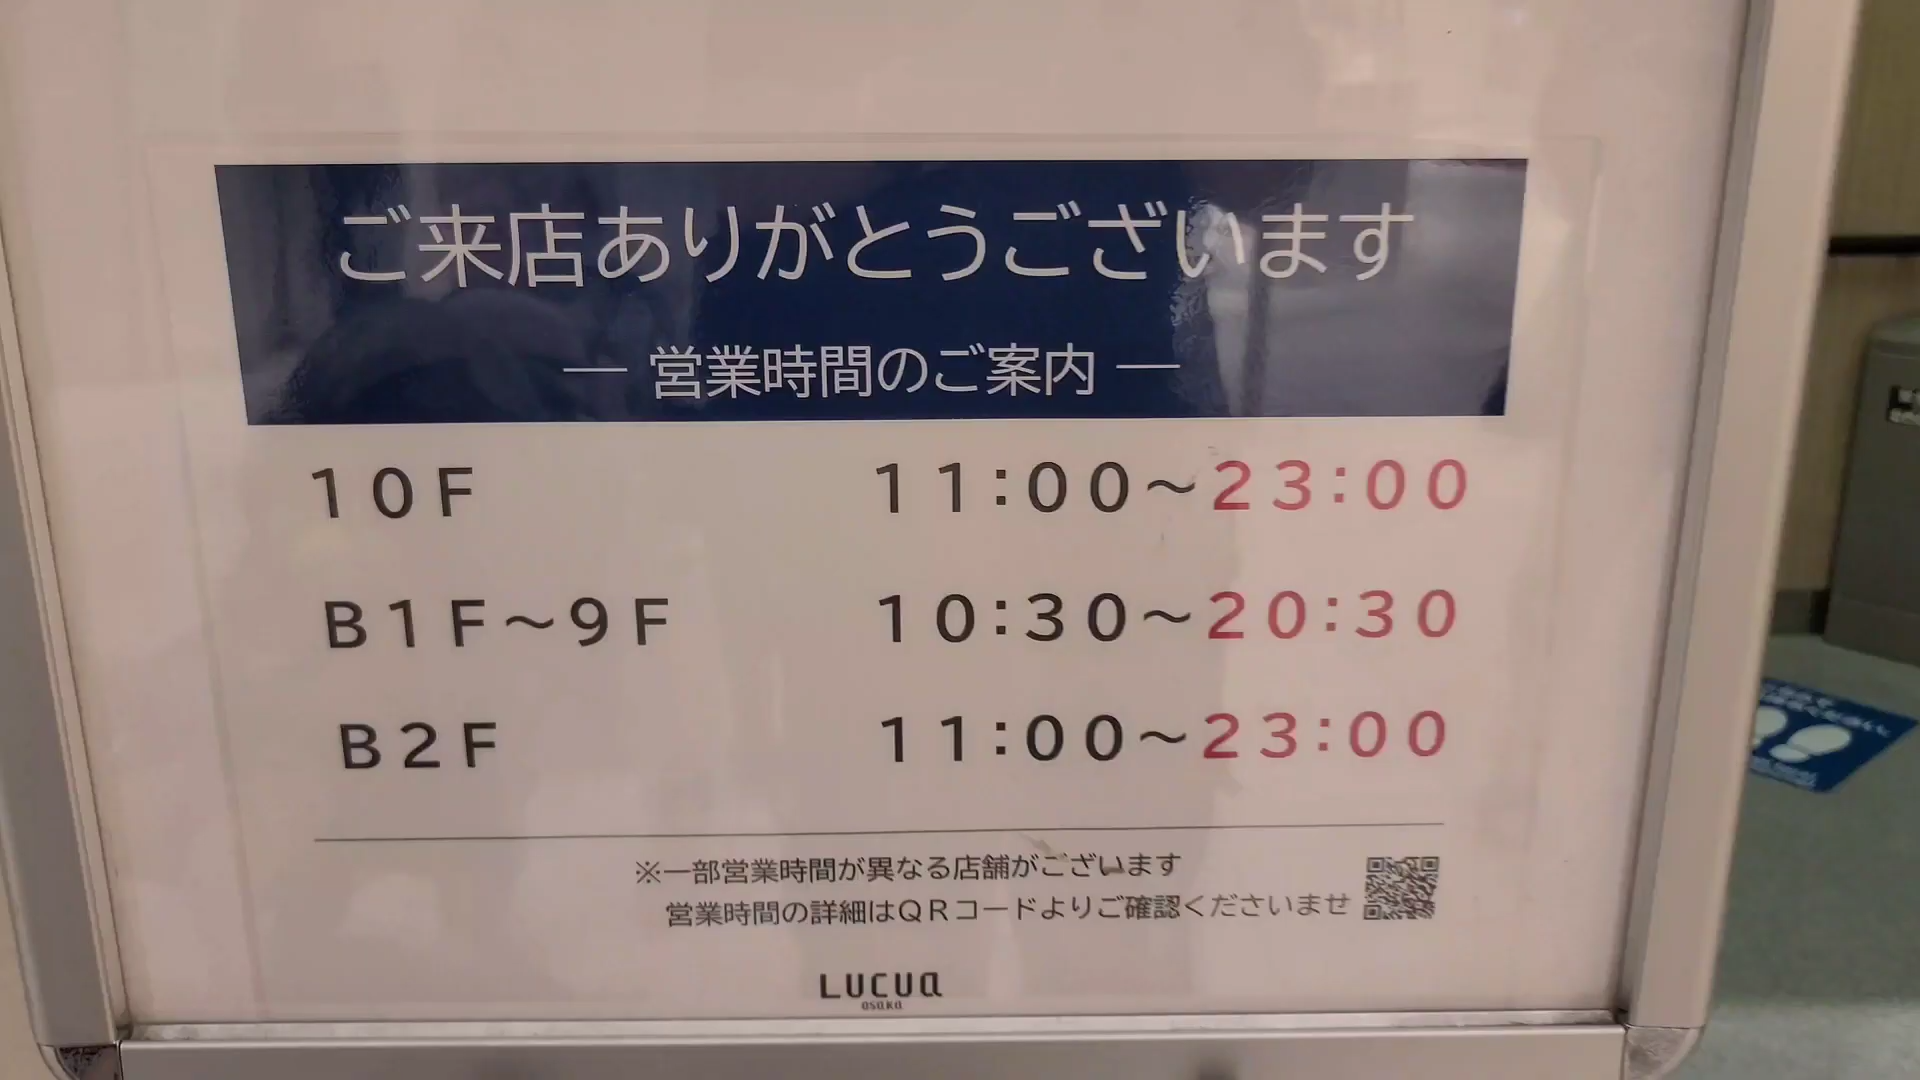 ご来店ありがとうございます
― 営業時間のご案内 ―
10F 11:00～23:00
B1F～9F 10:30～20:30
B2F 11:00～23:00
※一部営業時間が異なる店舗がございます
営業時間の詳細はQRコードよりご確認くださいませ
LUCUA
osaka